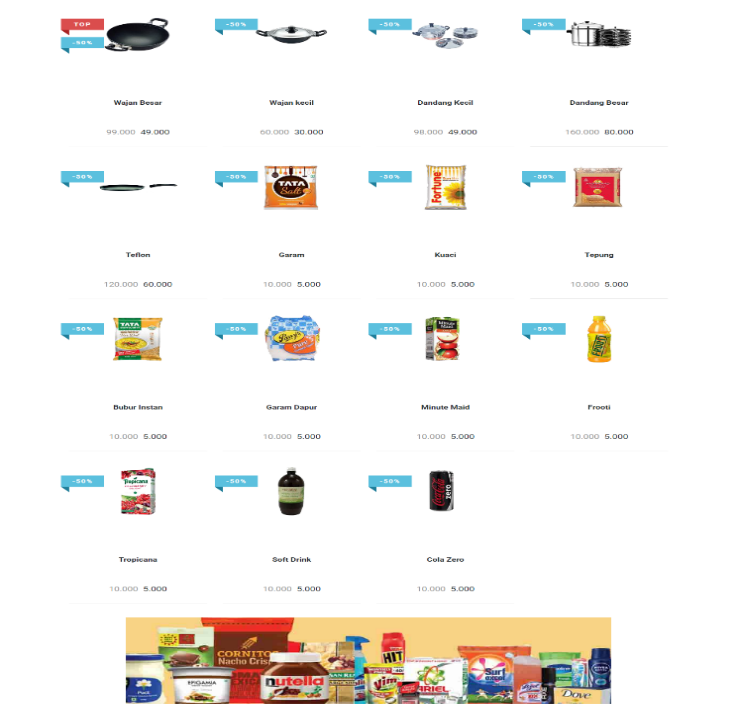 TOP
-50%
-50%
-50%
-50%
Wajan Besar
Wajan kecil
Dandang Kecil
Dandang Besar
99.000 49.000
60.000 30.000
98.000 49.000
160.000 80.000
-50%
-50%
-50%
TATA
Salt
Fortune
-50%
Teflon
Garam
Kuaci
Tepung
120.000 60.000
10.000 5.000
10.000 5.000
10.000 5.000
-50%
TATA
-50%
-50%
Minute
Maid
-50%
Frooti
Bubur Instan
Garam Dapur
Minute Maid
Frooti
10.000 5.000
10.000 5.000
10.000 5.000
10.000 5.000
-50%
Tropicana
-50%
-50%
Coca-Cola
zero
Tropicana
Soft Drink
Cola Zero
10.000 5.000
10.000 5.000
10.000 5.000
CORNITOS
Nacho Crisps
EPIGAMIA
nutella
HIT
Vim
ARIEL
Surf
excel
NIVEA
Dove